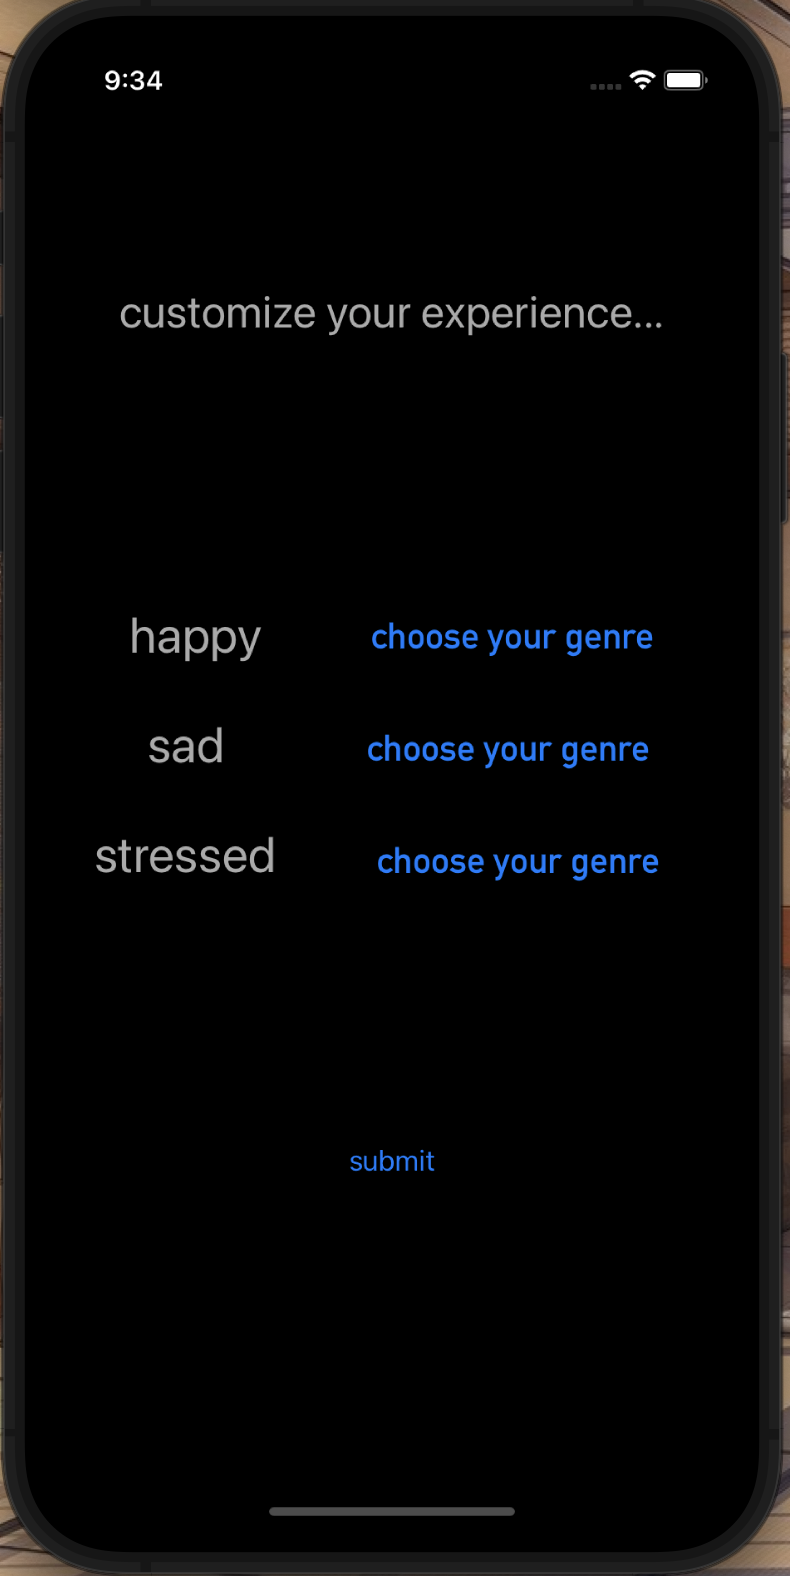 9:34
customize your experience...
happy choose your genre
sad choose your genre
stressed choose your genre
submit